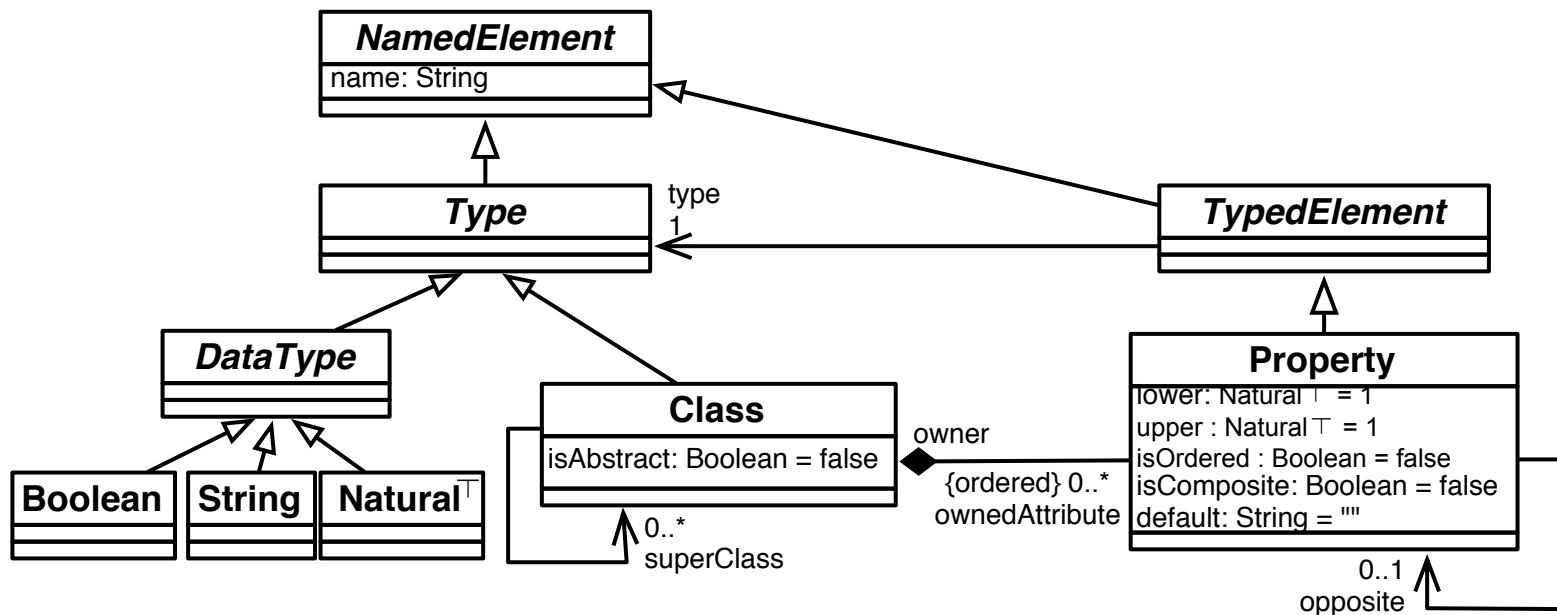 NamedElement
name: String
Type
type
1
TypedElement
DataType
Class
isAbstract: Boolean = false
owner
{ordered} 0..*
ownedAttribute
Property
lower: Natural⊤ = 1
upper : Natural⊤ = 1
isOrdered : Boolean = false
isComposite: Boolean = false
default: String = ""
Boolean
String
Natural⊤
0..*
superClass
0..1
opposite